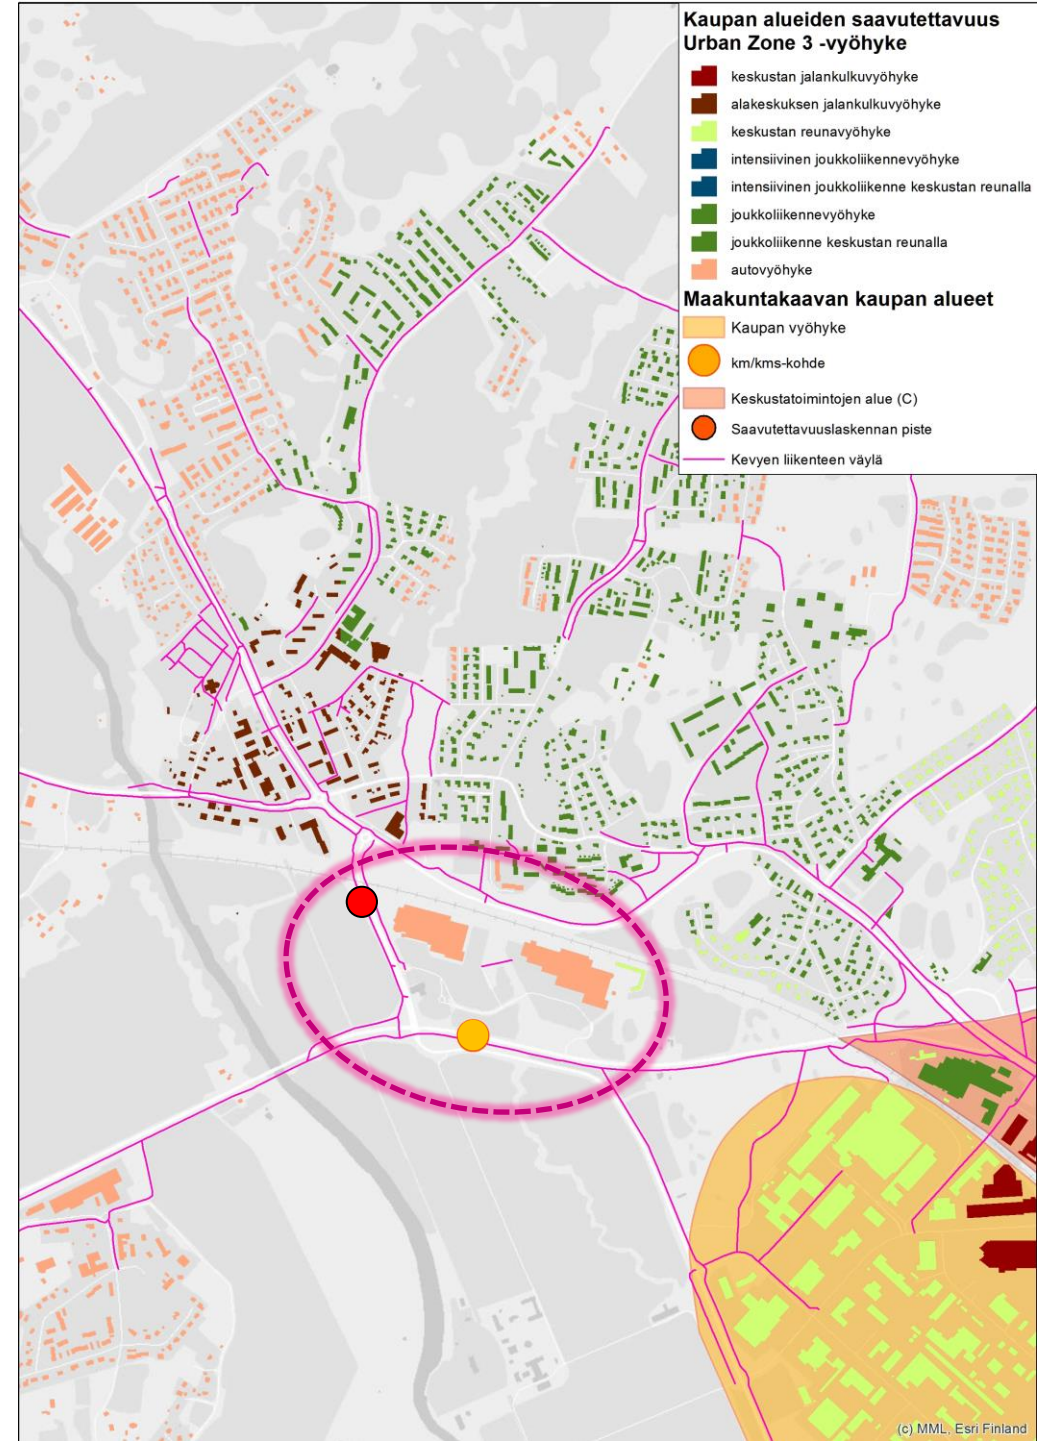 Kaupan alueiden saavutettavuus
Urban Zone 3 -vyöhyke
keskustan jalankulkuvyöhyke
alakeskuksen jalankulkuvyöhyke
keskustan reunavyöhyke
intensiivinen joukkoliikennevyöhyke
intensiivinen joukkoliikenne keskustan reunalla
joukkoliikennevyöhyke
joukkoliikenne keskustan reunalla
autovyöhyke
Maakuntakaavan kaupan alueet
Kaupan vyöhyke
km/kms-kohde
Keskustatoimintojen alue (C)
Saavutettavuuslaskennan piste
Kevyen liikenteen väylä
(c) MML, Esri Finland